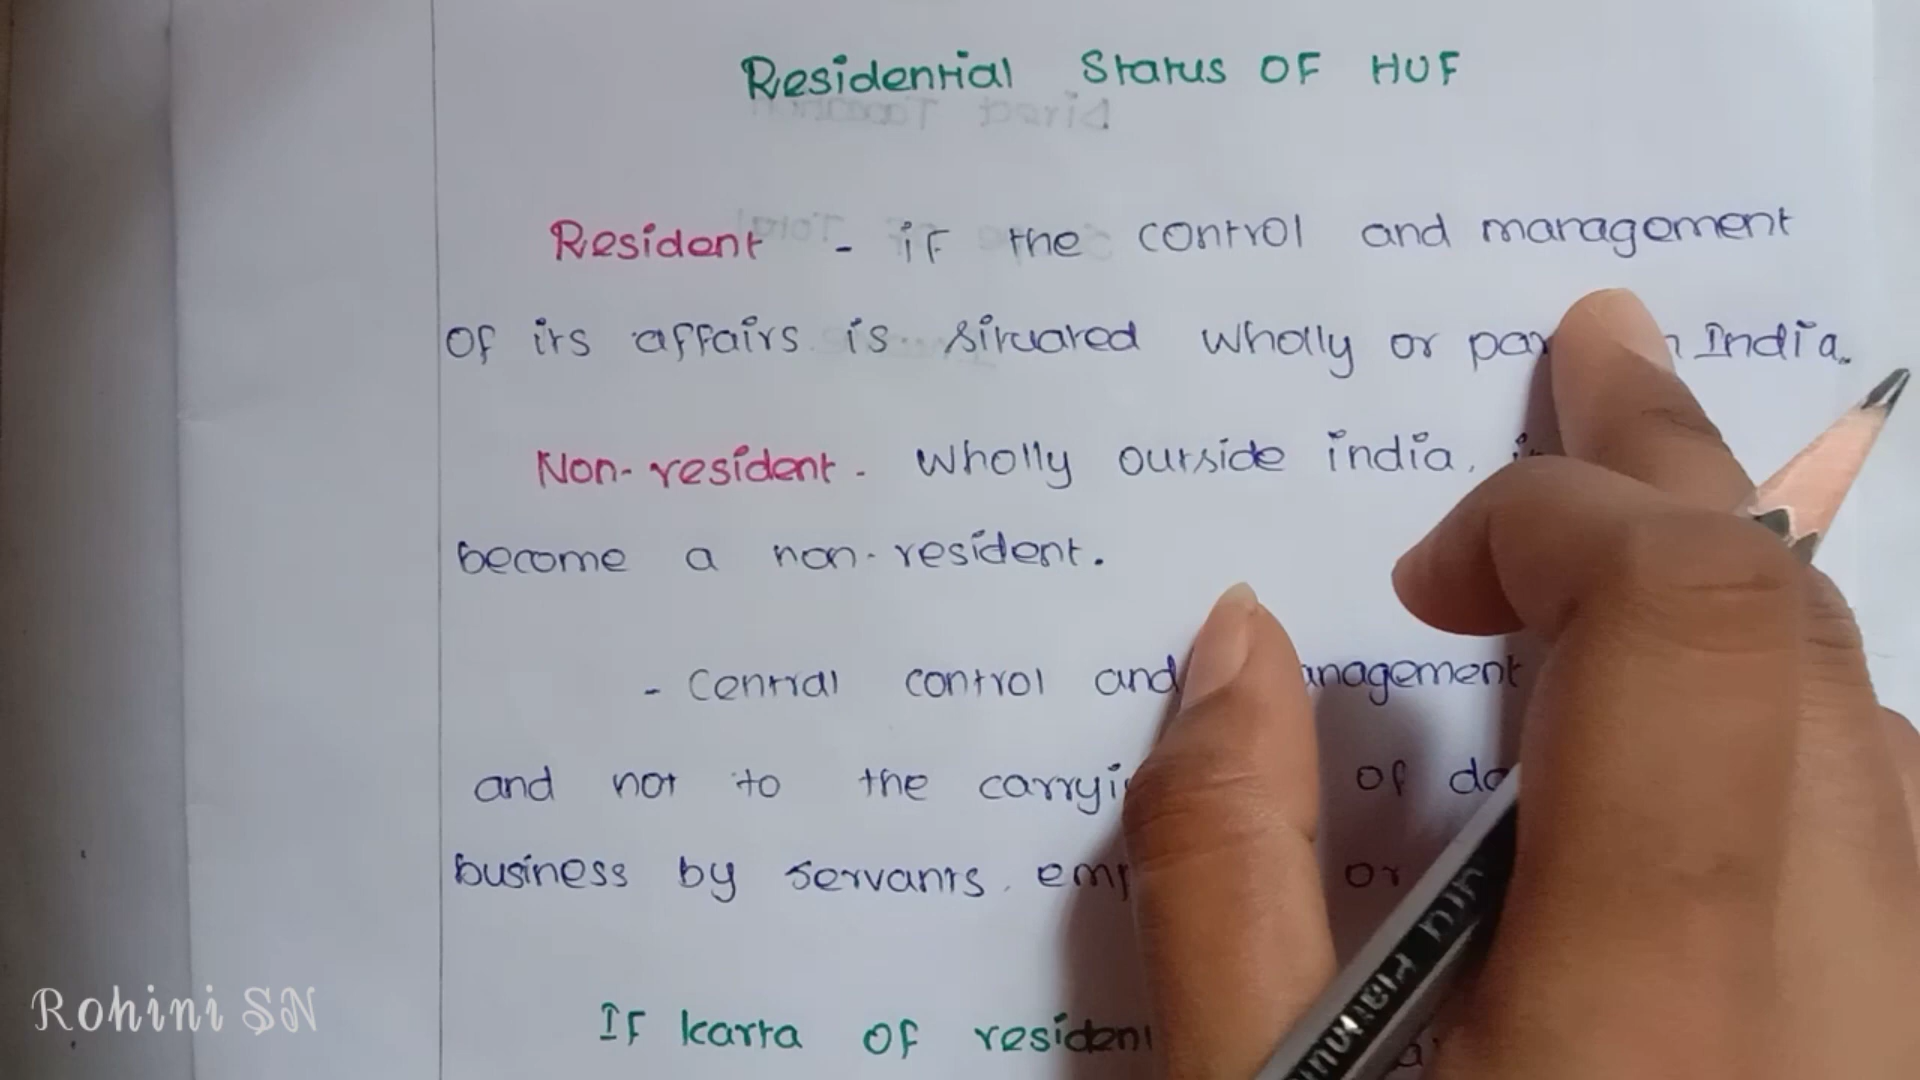 Residential Status OF HUF
Resident - if the control and management
of its affairs is situated wholly or India.
Non-resident - wholly outside india.
become a non-resident.
- Central control and
and not to the of
business by servants. or
If karta of resident
Rohini SN